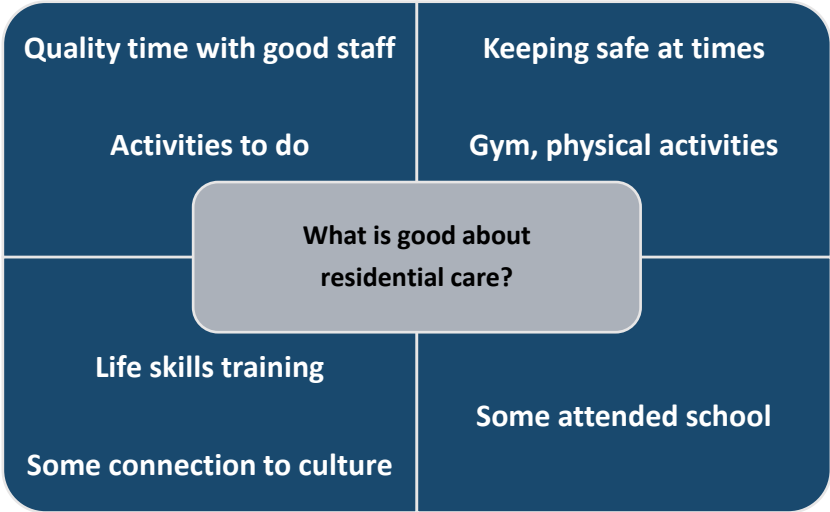 Quality time with good staff
Activities to do
Keeping safe at times
Gym, physical activities
What is good about
residential care?
Life skills training
Some connection to culture
Some attended school